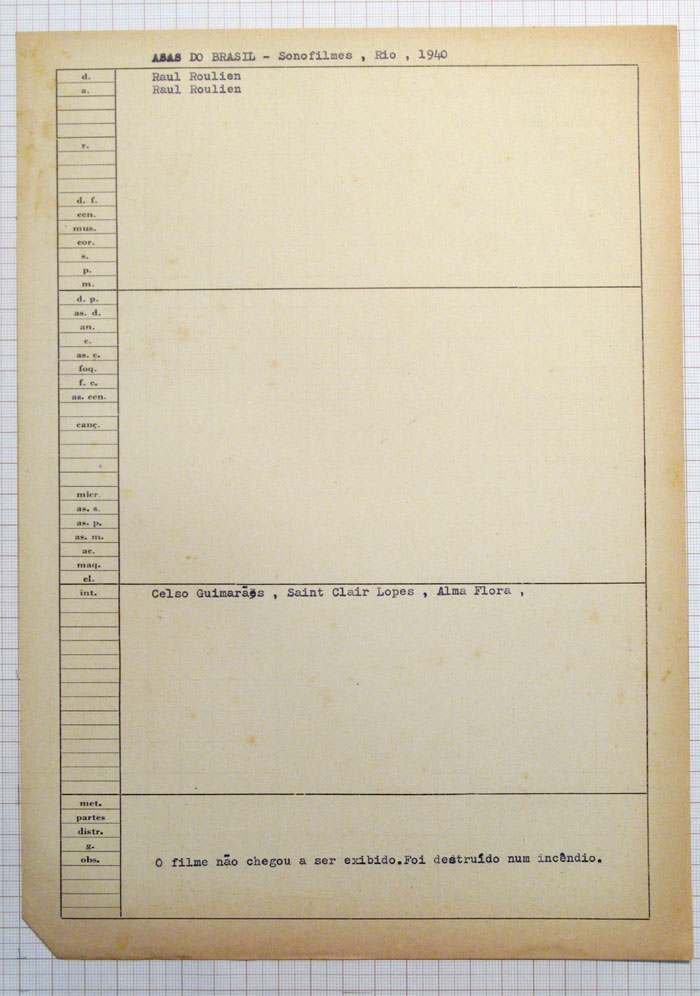 ASAS DO BRASIL - Sonofilmes , Rio , 1940
d. Raul Roulien
a. Raul Roulien
r.
d. f.
cen.
mus.
cor.
s.
p.
m.
d. p.
as. d.
an.
c.
as. c.
foq.
f. c.
as. cen.
canç.
micr.
as. s.
as. p.
as. m.
ac.
maq.
el.
int. Celso Guimarães , Saint Clair Lopes , Alma Flora ,
met.
partes
distr.
g.
obs. O filme não chegou a ser exibido.Foi destruído num incêndio.